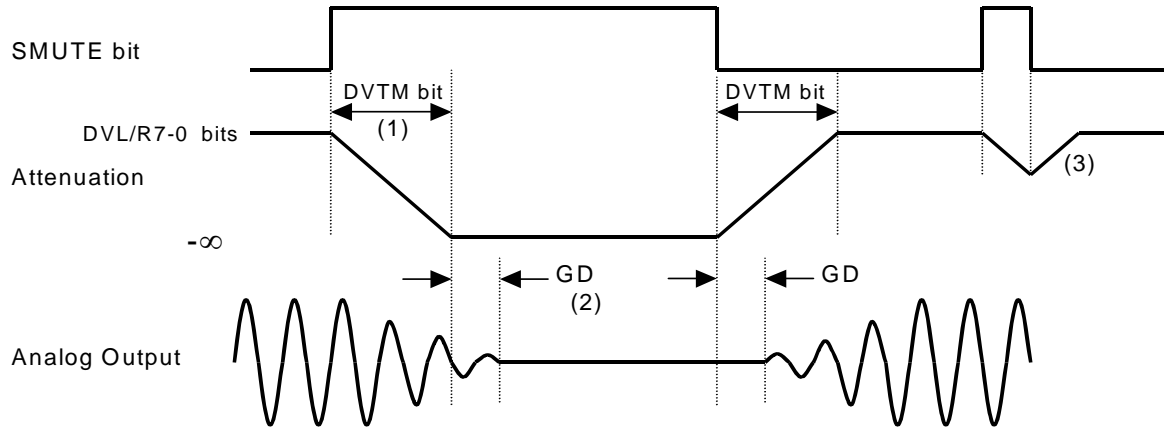 SMUTE bit
DVTM bit
DVTM bit
(1)
DVL/R7-0 bits
(3)
Attenuation
-∞
GD
GD
(2)
Analog Output